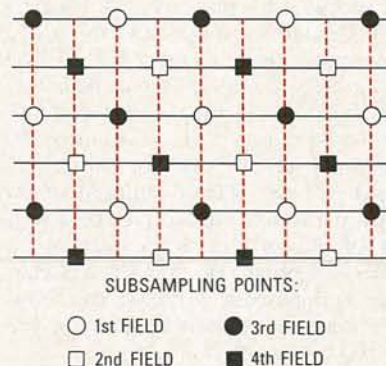 SUBSAMPLING POINTS:
1st FIELD 3rd FIELD
2nd FIELD 4th FIELD